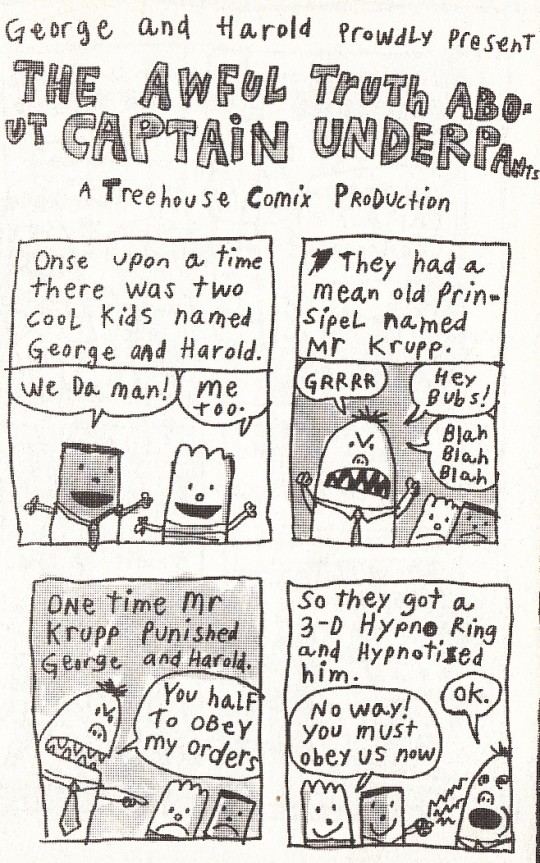 George and Harold Prowdly Present
THE AWFUL TruTH ABO-
UT CAPTAiN UNDERPANTS
A Treehouse Comix PRODUction
Onse upon a time
there was two
cooL Kids named
George and Harold.
We Da man!
me
too.
They had a
mean old Prin-
sipeL named
Mr Krupp.
GRRRR
Hey
Bubs!
Blah
Blah
Blah
ONe time Mr
Krupp Punished
George and Harold.
You half
To oBey
my orders
So they got a
3-D Hypno Ring
and Hypnotized
him.
No way!
you must
obey us now
OK.